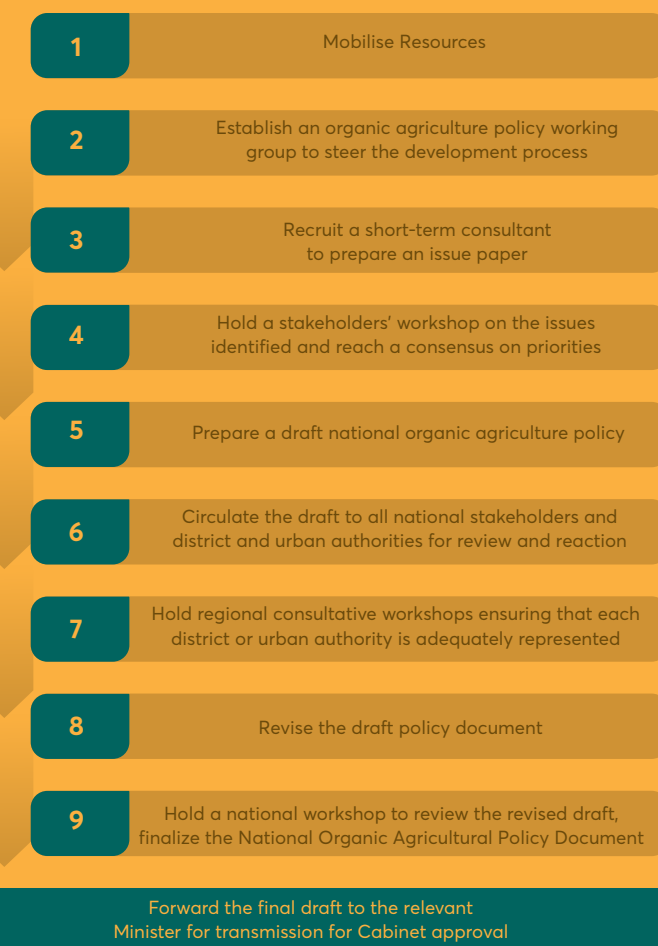 1
Mobilise Resources
2
Establish an organic agriculture policy working
group to steer the development process
3
Recruit a short-term consultant
to prepare an issue paper
4
Hold a stakeholders’ workshop on the issues
identified and reach a consensus on priorities
5
Prepare a draft national organic agriculture policy
6
Circulate the draft to all national stakeholders and
district and urban authorities for review and reaction
7
Hold regional consultative workshops ensuring that each
district or urban authority is adequately represented
8
Revise the draft policy document
9
Hold a national workshop to review the revised draft,
finalize the National Organic Agricultural Policy Document
Forward the final draft to the relevant
Minister for transmission for Cabinet approval